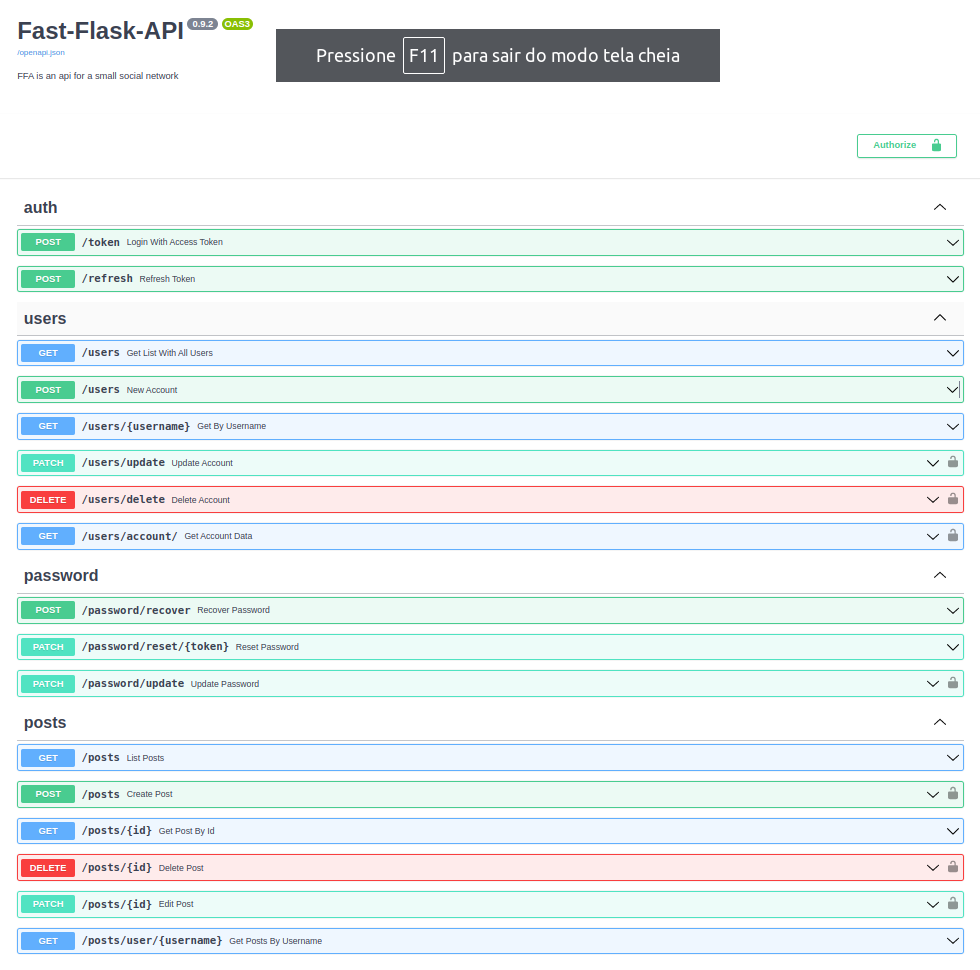 Fast-Flask-API 0.9.2 OAS3
/openapi.json
FFA is an api for a small social network
Pressione F11 para sair do modo tela cheia
Authorize
auth
POST /token Login With Access Token
POST /refresh Refresh Token
users
GET /users Get List With All Users
POST /users New Account
GET /users/{username} Get By Username
PATCH /users/update Update Account
DELETE /users/delete Delete Account
GET /users/account/ Get Account Data
password
POST /password/recover Recover Password
PATCH /password/reset/{token} Reset Password
PATCH /password/update Update Password
posts
GET /posts List Posts
POST /posts Create Post
GET /posts/{id} Get Post By Id
DELETE /posts/{id} Delete Post
PATCH /posts/{id} Edit Post
GET /posts/user/{username} Get Posts By Username